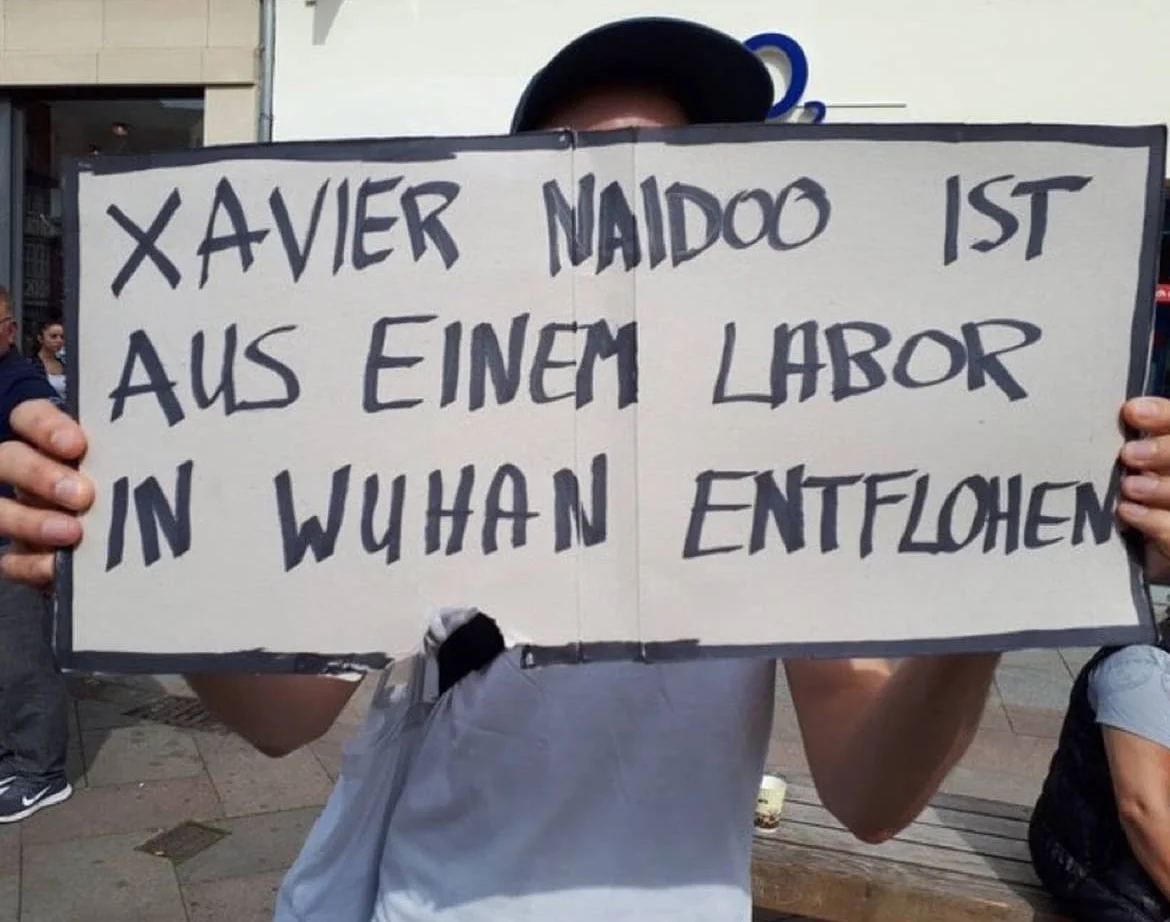 XAVIER NAIDOO IST
AUS EINEM LABOR
IN WUHAN ENTFLOHEN